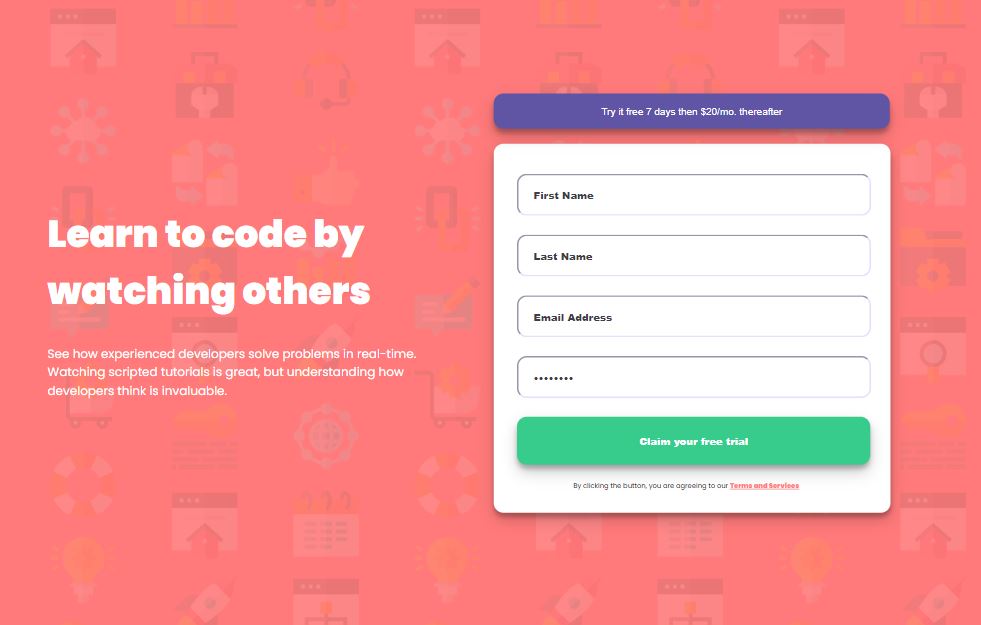 Try it free 7 days then $20/mo. thereafter
First Name
Last Name
Email Address
••••••••
Claim your free trial
By clicking the button, you are agreeing to our Terms and Services
Learn to code by
watching others
See how experienced developers solve problems in real-time.
Watching scripted tutorials is great, but understanding how
developers think is invaluable.